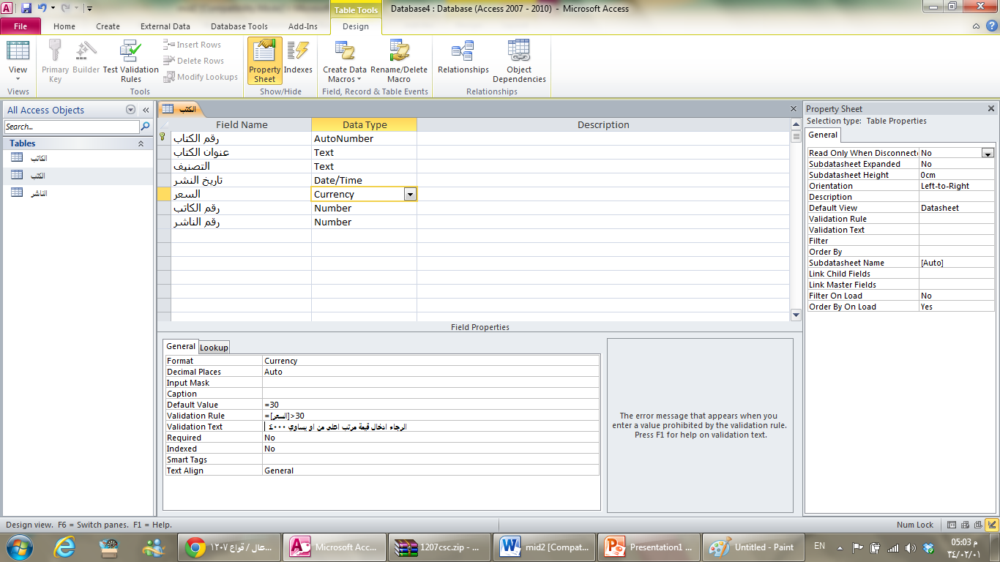 Table Tools
Database4 : Database (Access 2007 - 2010) - Microsoft Access
File Home Create External Data Database Tools Add-Ins Design
View
Primary Key
Builder
Test Validation Rules
Insert Rows
Delete Rows
Modify Lookups
Property Sheet
Indexes
Create Data Macros
Rename/Delete Macro
Relationships
Object Dependencies
Views Tools Show/Hide Field, Record & Table Events Relationships
All Access Objects
Search...
Tables
الكاتب
الكتب
الناشر
الكتب
Field Name Data Type Description
رقم الكتاب AutoNumber
عنوان الكتاب Text
التصنيف Text
تاريخ النشر Date/Time
السعر Currency
رقم الكاتب Number
رقم الناشر Number
Field Properties
General Lookup
Format Currency
Decimal Places Auto
Input Mask
Caption
Default Value =30
Validation Rule =[السعر]>30
Validation Text الرجاء ادخال قيمة مرتب اعلى من او يساوي ٤٠٠٠
Required No
Indexed No
Smart Tags
Text Align General
The error message that appears when you
enter a value prohibited by the validation rule.
Press F1 for help on validation text.
Property Sheet
Selection type: Table Properties
General
Read Only When Disconnecte No
Subdatasheet Expanded No
Subdatasheet Height 0cm
Orientation Left-to-Right
Description
Default View Datasheet
Validation Rule
Validation Text
Filter
Order By
Subdatasheet Name [Auto]
Link Child Fields
Link Master Fields
Filter On Load No
Order By On Load Yes
Design view. F6 = Switch panes. F1 = Help.
Num Lock
١٢٠٧ عال / قواع...
Microsoft Acc...
1207csc.zip - ...
mid2 [Compat...
Presentation1 ...
Untitled - Paint
EN
05:03 م
٣٤/٠٢/٠١